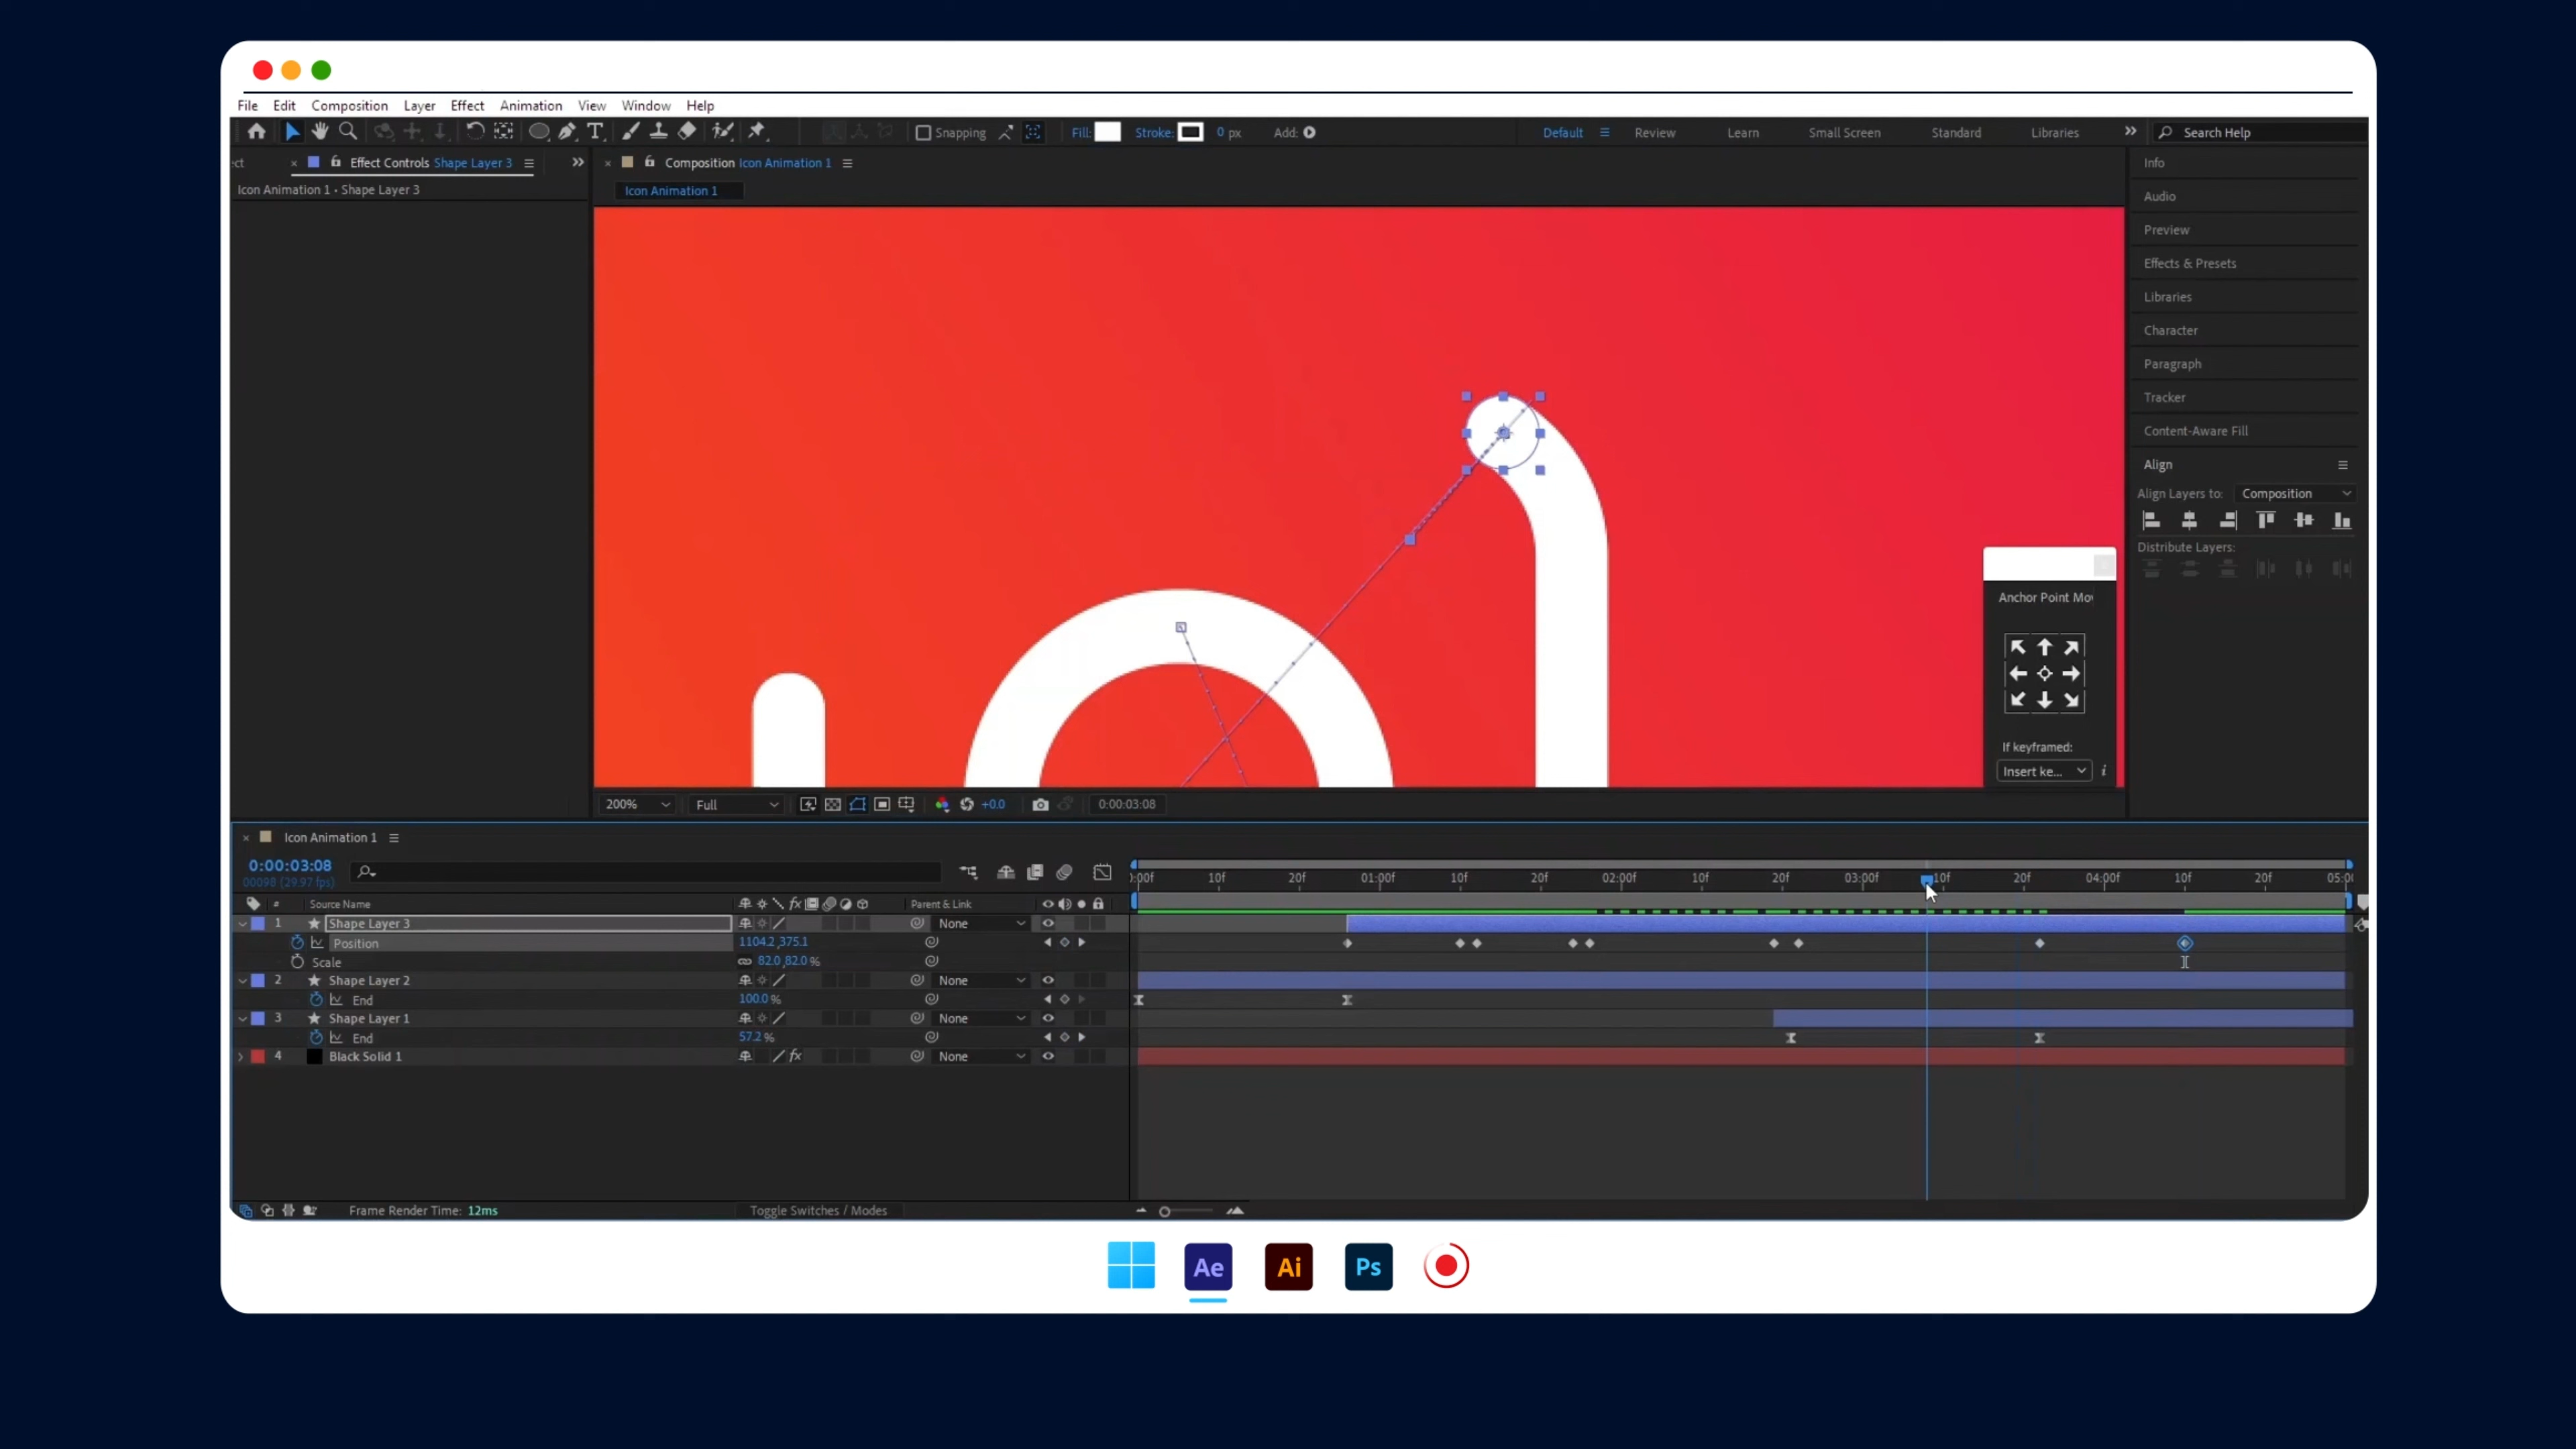 File Edit Composition Layer Effect Animation View Window Help
Snapping Fill: Stroke: 0 px Add: Default Review Learn Small Screen Standard Libraries Search Help
ct Effect Controls Shape Layer 3 Composition Icon Animation 1 Info
Icon Animation 1 • Shape Layer 3 Icon Animation 1
Audio
Preview
Effects & Presets
Libraries
Character
Paragraph
Tracker
Content-Aware Fill
Align
Align Layers to: Composition
Distribute Layers:
Anchor Point Mov
If keyframed:
Insert ke... i
200% Full +0.0 0:00:03:08
Icon Animation 1
0:00:03:08
00098 (29.97 fps)
):00f 10f 20f 01:00f 10f 20f 02:00f 10f 20f 03:00f 10f 20f 04:00f 10f 20f 05:0(
# Source Name fx Parent & Link
1 Shape Layer 3 None
Position 1104.2,375.1
Scale 82.0,82.0 %
2 Shape Layer 2 None
End 100.0 %
3 Shape Layer 1 None
End 57.2 %
4 Black Solid 1 fx None
Frame Render Time: 12ms Toggle Switches / Modes
Ae Ai Ps